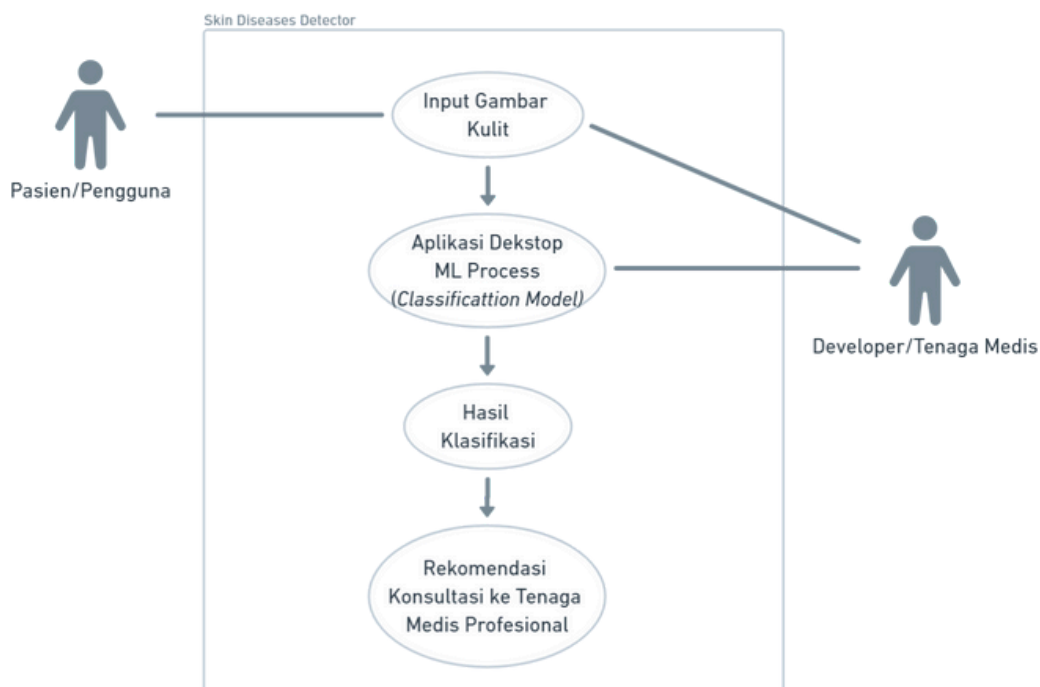 Skin Diseases Detector
Input Gambar
Kulit
Pasien/Pengguna
Aplikasi Dekstop
ML Process
(Classificattion Model)
Developer/Tenaga Medis
Hasil
Klasifikasi
Rekomendasi
Konsultasi ke Tenaga
Medis Profesional